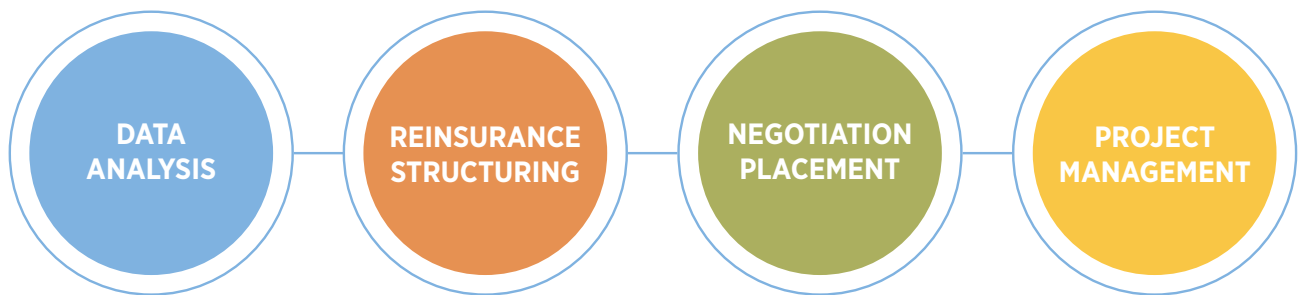 DATA
ANALYSIS
REINSURANCE
STRUCTURING
NEGOTIATION
PLACEMENT
PROJECT
MANAGEMENT